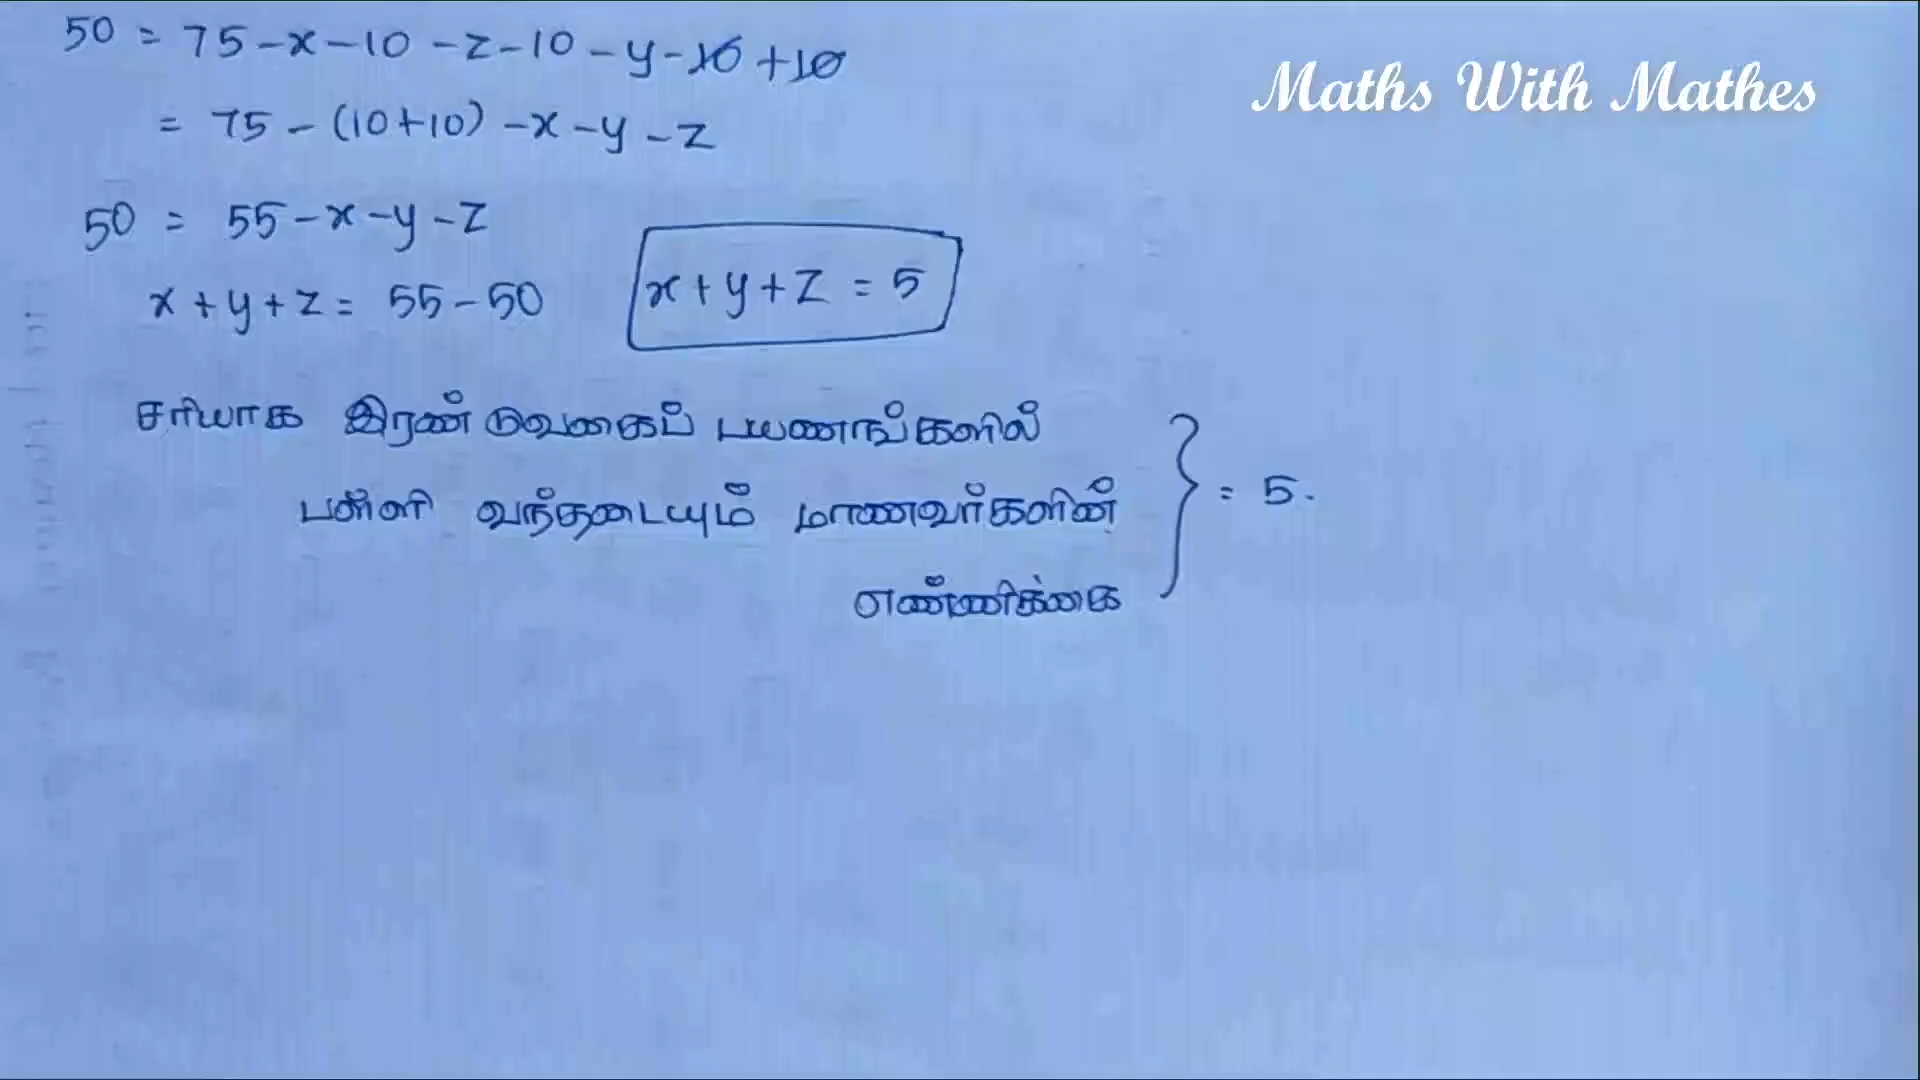 50 = 75-x-10-z-10-y-10+10
Maths With Mathes
= 75-(10+10)-x-y-z
50 = 55-x-y-z
x+y+z = 55-50
x+y+z = 5
சரியாக இரண்டுவகைப் பயணங்களில்
பள்ளி வந்தடையும் மாணவர்களின் } = 5.
எண்ணிக்கை